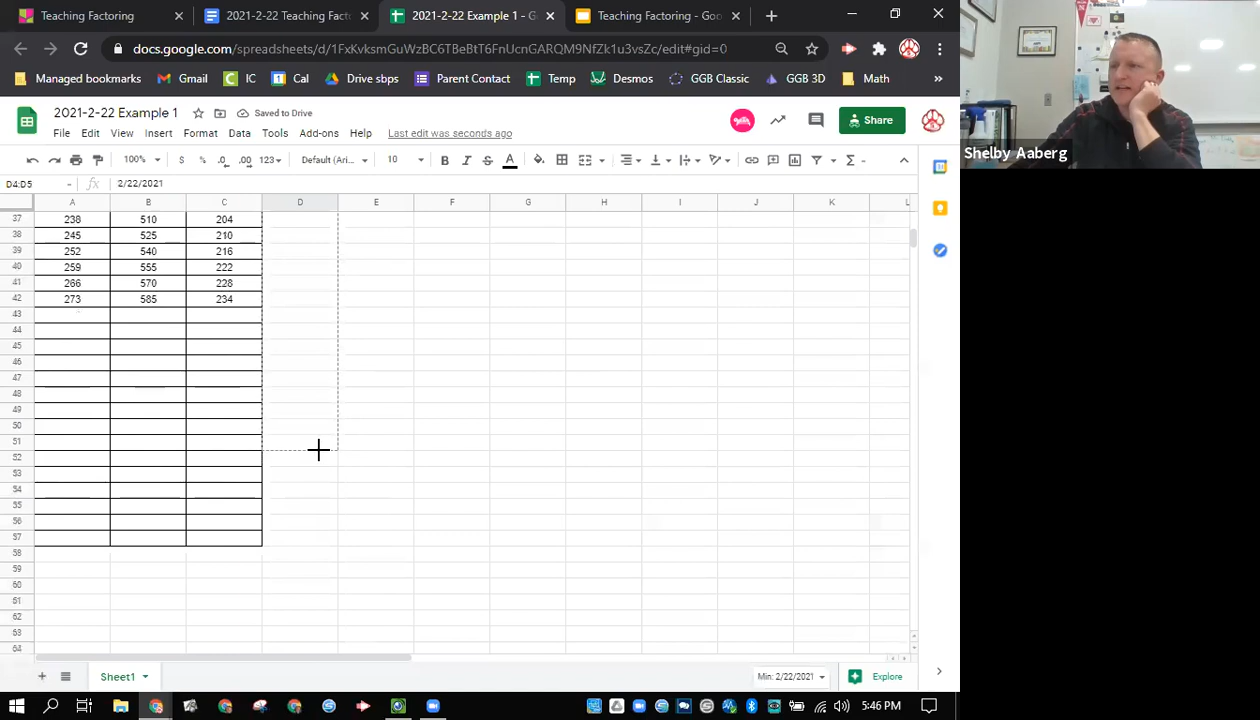 Teaching Factoring
2021-2-22 Teaching Facto
2021-2-22 Example 1 - G
Teaching Factoring - Goo
docs.google.com/spreadsheets/d/1FxKvksmGuWzBC6TBeBtT6FnUcnGARQM9NfZk1u3vsZc/edit#gid=0
Managed bookmarks Gmail IC Cal Drive sbps Parent Contact Temp Desmos GGB Classic GGB 3D Math »
2021-2-22 Example 1 Saved to Drive
File Edit View Insert Format Data Tools Add-ons Help Last edit was seconds ago
Share
100% $ % .0 .00 123 Default (Ari... 10 B I S A
D4:D5 fx 2/22/2021
A B C D E F G H I J K L
37 238 510 204
38 245 525 210
39 252 540 216
40 259 555 222
41 266 570 228
42 273 585 234
43
44
45
46
47
48
49
50
51
52
53
54
55
56
57
58
59
60
61
62
63
64
Sheet1
Min: 2/22/2021
Explore
5:46 PM
Shelby Aaberg